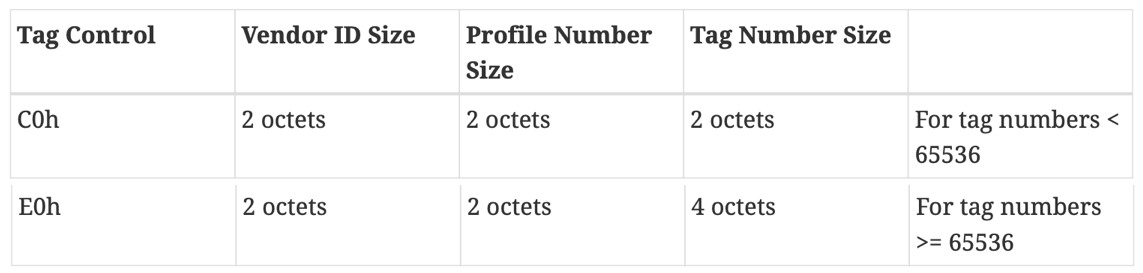 Tag Control Vendor ID Size Profile Number Size Tag Number Size
C0h 2 octets 2 octets 2 octets For tag numbers < 65536
E0h 2 octets 2 octets 4 octets For tag numbers >= 65536